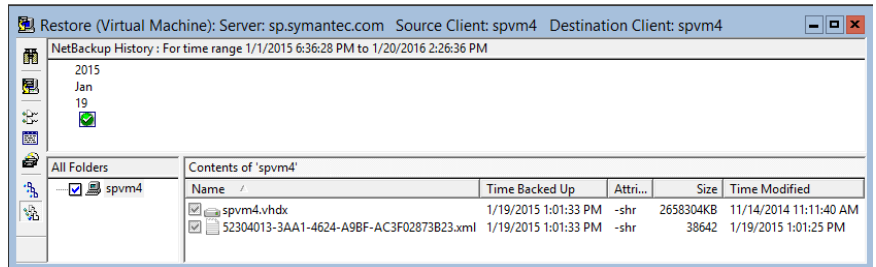 Restore (Virtual Machine): Server: sp.symantec.com Source Client: spvm4 Destination Client: spvm4
NetBackup History : For time range 1/1/2015 6:36:28 PM to 1/20/2016 2:26:36 PM
2015
Jan
19
All Folders
Contents of 'spvm4'
spvm4
Name / Time Backed Up Attri... Size Time Modified
spvm4.vhdx 1/19/2015 1:01:33 PM -shr 2658304KB 11/14/2014 11:11:40 AM
52304013-3AA1-4624-A9BF-AC3F02873B23.xml 1/19/2015 1:01:33 PM -shr 38642 1/19/2015 1:01:25 PM